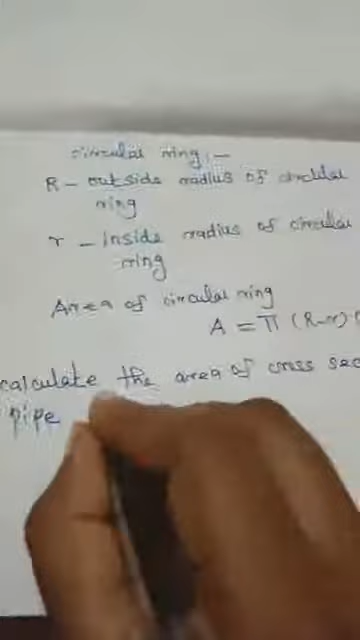 circular ring :-
R - outside radius of circular
ring
r - inside radius of circular
ring
Area of circular ring
A = π (R-r)
calculate the area of cross sec
pipe